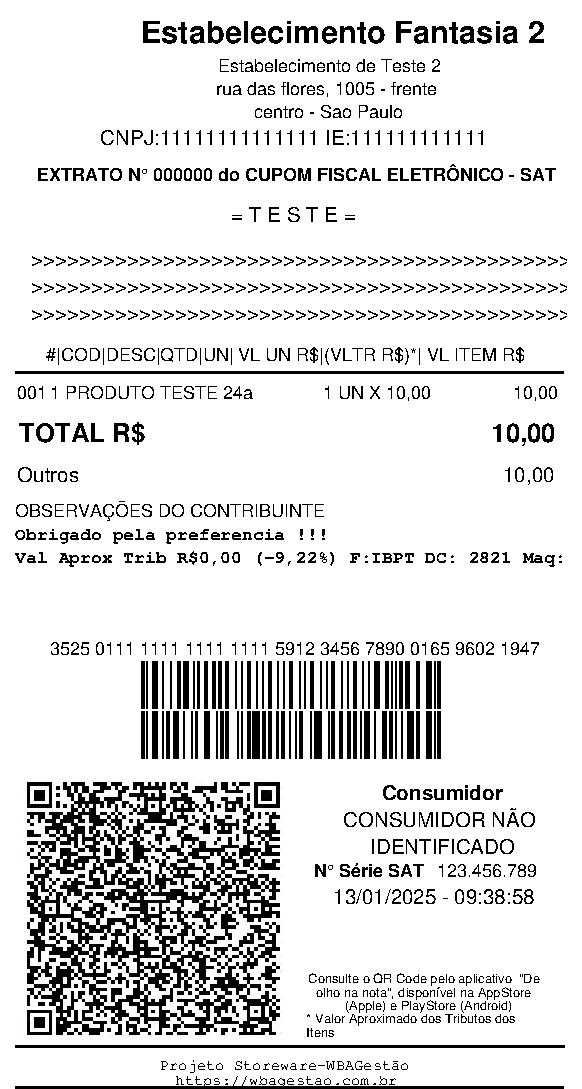 Estabelecimento Fantasia 2
Estabelecimento de Teste 2
rua das flores, 1005 - frente
centro - Sao Paulo
CNPJ:11111111111111 IE:111111111111
EXTRATO N° 000000 do CUPOM FISCAL ELETRÔNICO - SAT
= T E S T E =
>>>>>>>>>>>>>>>>>>>>>>>>>>>>>>>>>>>>>>>>>>>>>
>>>>>>>>>>>>>>>>>>>>>>>>>>>>>>>>>>>>>>>>>>>>>
>>>>>>>>>>>>>>>>>>>>>>>>>>>>>>>>>>>>>>>>>>>>>
#|COD|DESC|QTD|UN| VL UN R$|(VLTR R$)*| VL ITEM R$
001 1 PRODUTO TESTE 24a 1 UN X 10,00 10,00
TOTAL R$ 10,00
Outros 10,00
OBSERVAÇÕES DO CONTRIBUINTE
Obrigado pela preferencia !!!
Val Aprox Trib R$0,00 (-9,22%) F:IBPT DC: 2821 Maq:
3525 0111 1111 1111 1111 5912 3456 7890 0165 9602 1947
Consumidor
CONSUMIDOR NÃO
IDENTIFICADO
N° Série SAT 123.456.789
13/01/2025 - 09:38:58
Consulte o QR Code pelo aplicativo "De
olho na nota", disponível na AppStore
(Apple) e PlayStore (Android)
* Valor Aproximado dos Tributos dos
Itens
Projeto Storeware-WBAGestão
https://wbagestao.com.br